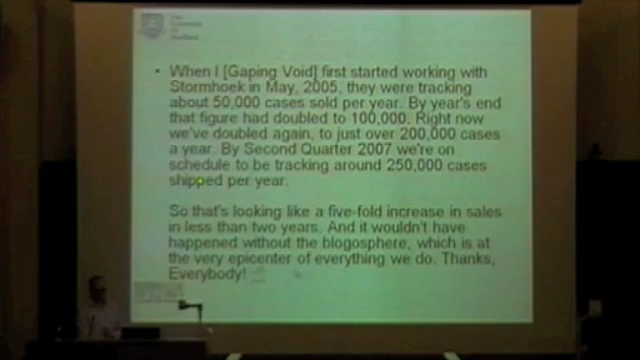 The
University
Of
Sheffield
• When I [Gaping Void] first started working with
Stormhoek in May, 2005, they were tracking
about 50,000 cases sold per year. By year's end
that figure had doubled to 100,000. Right now
we've doubled again, to just over 200,000 cases
a year. By Second Quarter 2007 we're on
schedule to be tracking around 250,000 cases
shipped per year.
So that's looking like a five-fold increase in sales
in less than two years. And it wouldn't have
happened without the blogosphere, which is at
the very epicenter of everything we do. Thanks,
Everybody!